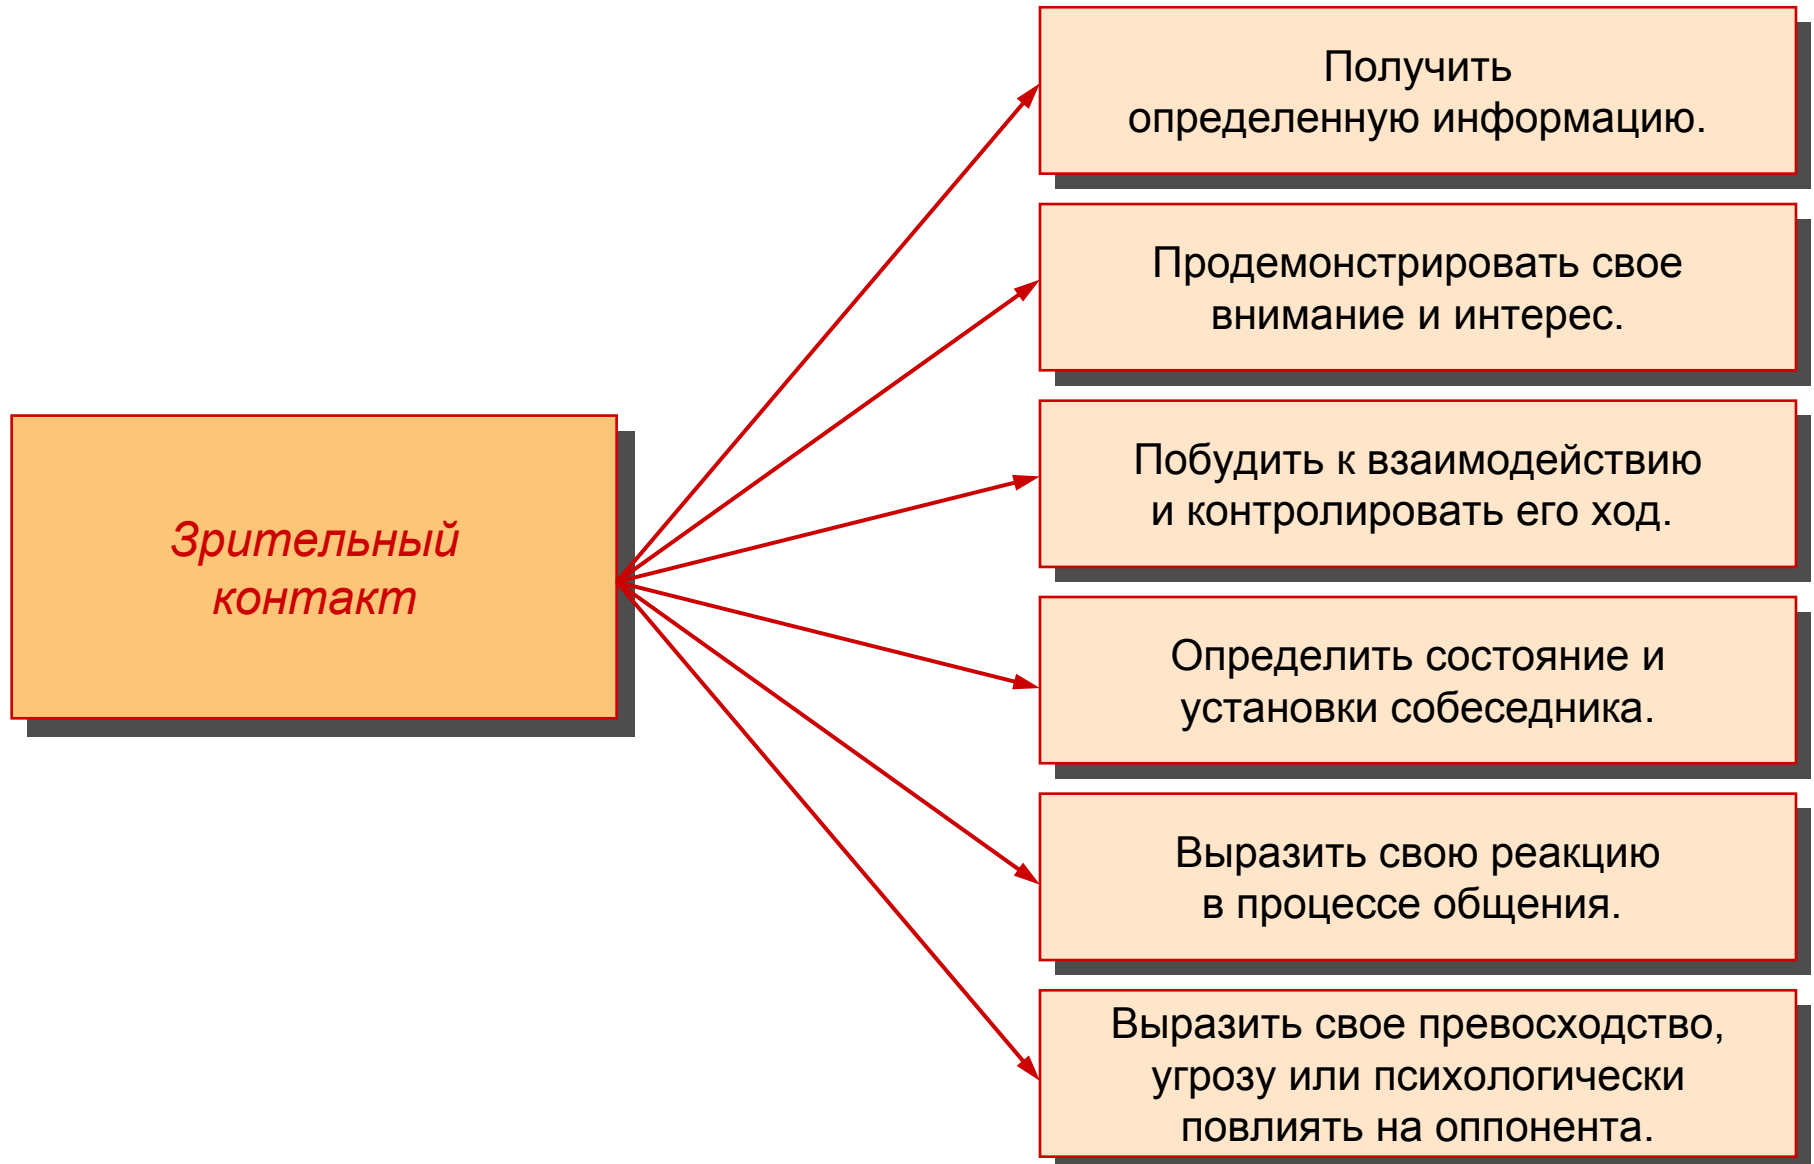 Зрительный
контакт
Получить
определенную информацию.
Продемонстрировать свое
внимание и интерес.
Побудить к взаимодействию
и контролировать его ход.
Определить состояние и
установки собеседника.
Выразить свою реакцию
в процессе общения.
Выразить свое превосходство,
угрозу или психологически
повлиять на оппонента.